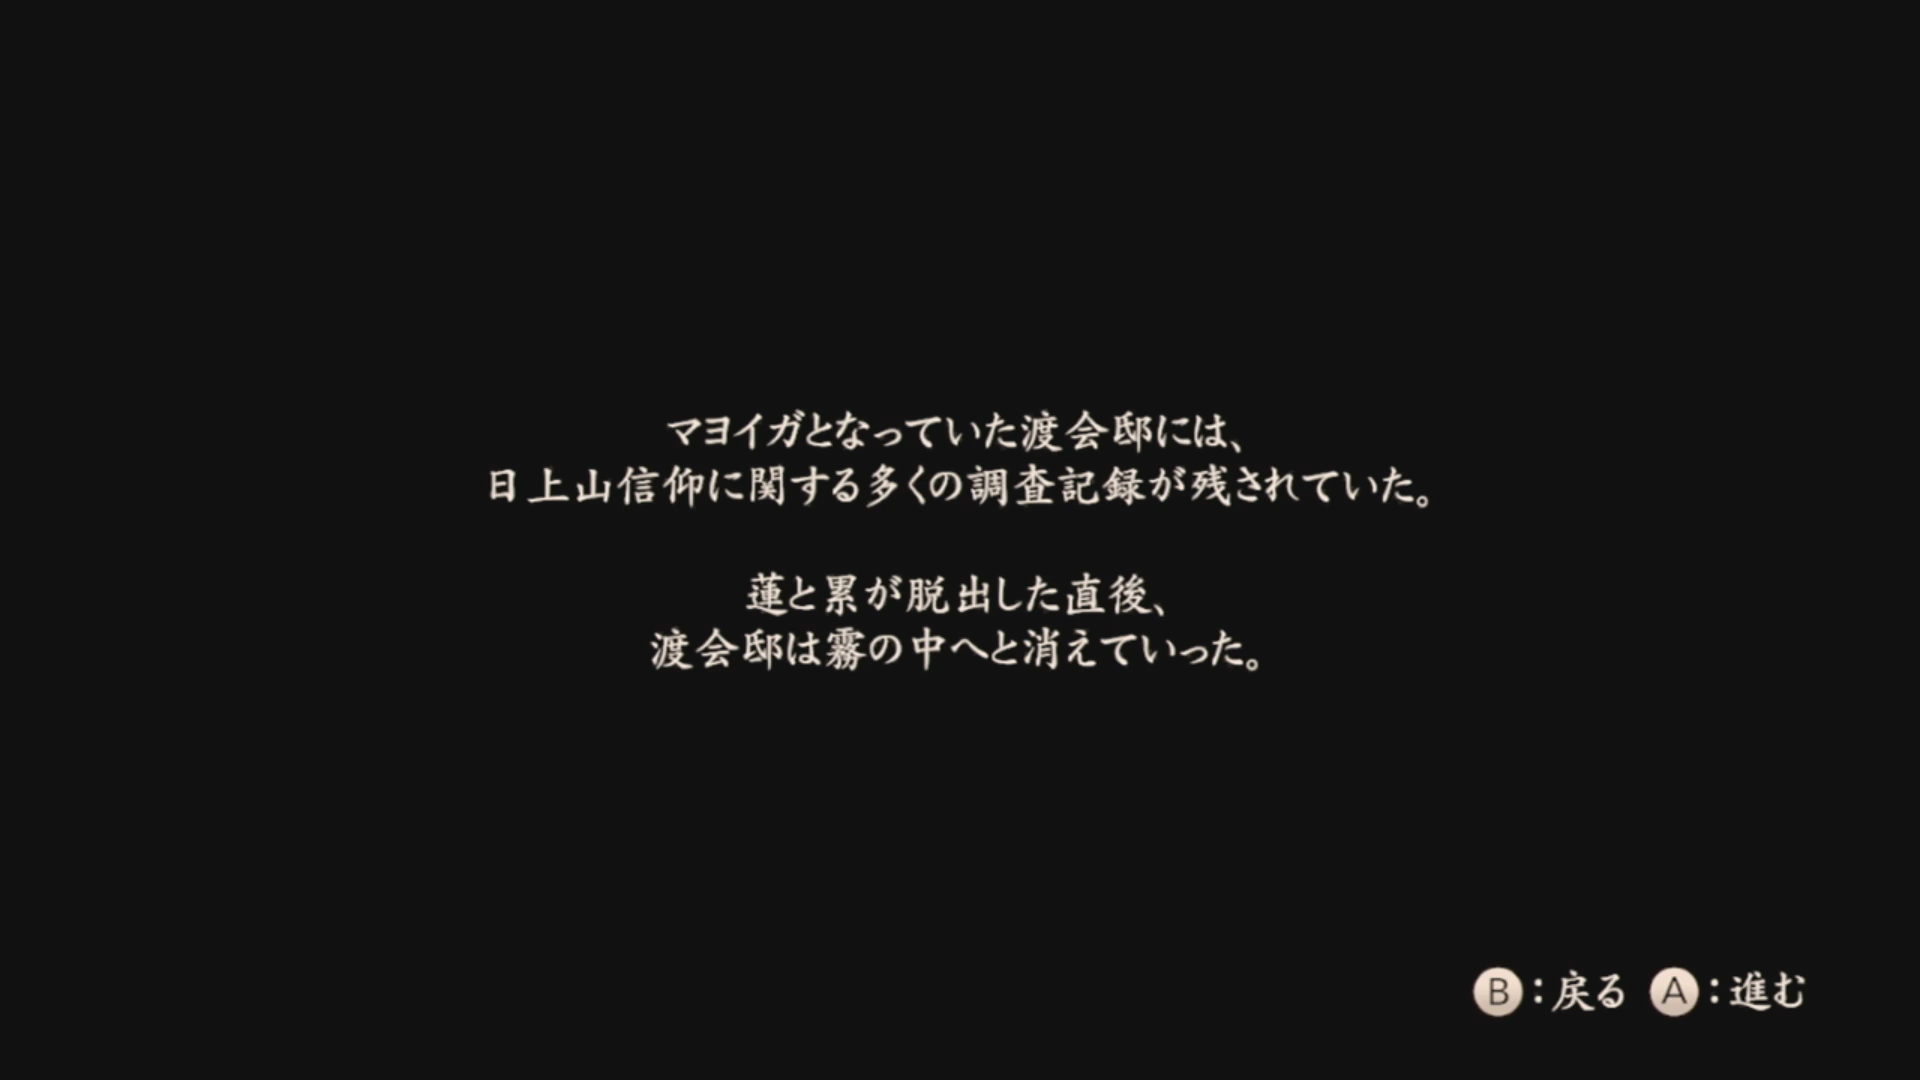 マヨイガとなっていた渡会邸には、
日上山信仰に関する多くの調査記録が残されていた。
蓮と累が脱出した直後、
渡会邸は霧の中へと消えていった。
B：戻る A：進む